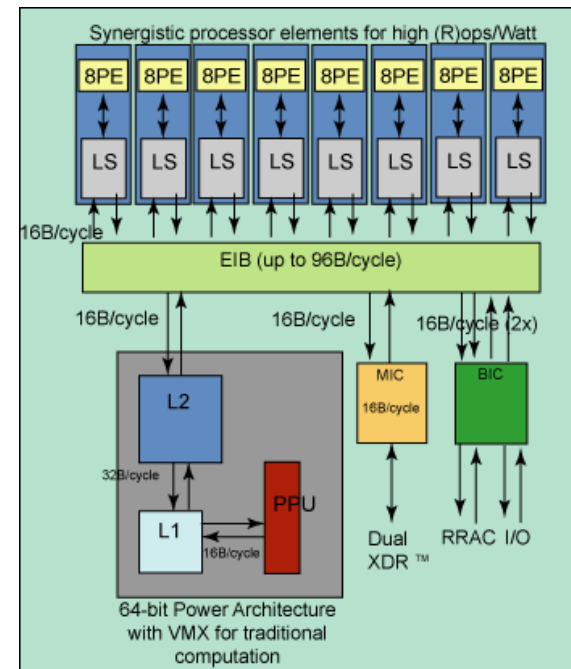 Synergistic processor elements for high (R)ops/Watt
8PE 8PE 8PE 8PE 8PE 8PE 8PE 8PE
LS LS LS LS LS LS LS LS
16B/cycle
EIB (up to 96B/cycle)
16B/cycle 16B/cycle 16B/cycle (2x)
L2
MIC
16B/cycle
BIC
32B/cycle
L1
16B/cycle
PPU
Dual
XDR ™
RRAC I/O
64-bit Power Architecture
with VMX for traditional
computation